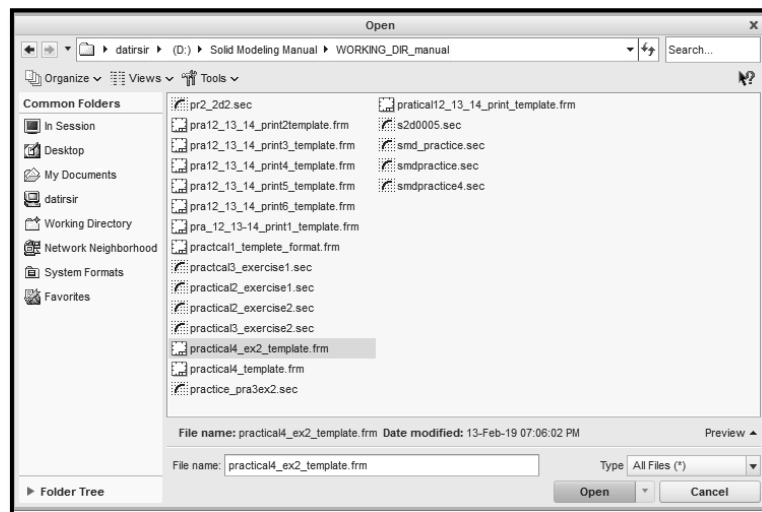 Open x
datirsir (D:) Solid Modeling Manual WORKING_DIR_manual Search...
Organize Views Tools
Common Folders
In Session
Desktop
My Documents
datirsir
Working Directory
Network Neighborhood
System Formats
Favorites
pr2_2d2.sec
pra12_13_14_print2template.frm
pra12_13_14_print3_template.frm
pra12_13_14_print4_template.frm
pra12_13_14_print5_template.frm
pra12_13_14_print6_template.frm
pra_12_13-14_print1_template.frm
practcal1_templete_format.frm
practcal3_exercise1.sec
practical2_exercise1.sec
practical2_exercise2.sec
practical3_exercise2.sec
practical4_ex2_template.frm
practical4_template.frm
practice_pra3ex2.sec
pratical12_13_14_print_template.frm
s2d0005.sec
smd_practice.sec
smdpractice.sec
smdpractice4.sec
File name: practical4_ex2_template.frm Date modified: 13-Feb-19 07:06:02 PM Preview
File name: practical4_ex2_template.frm Type All Files (*)
Folder Tree
Open Cancel